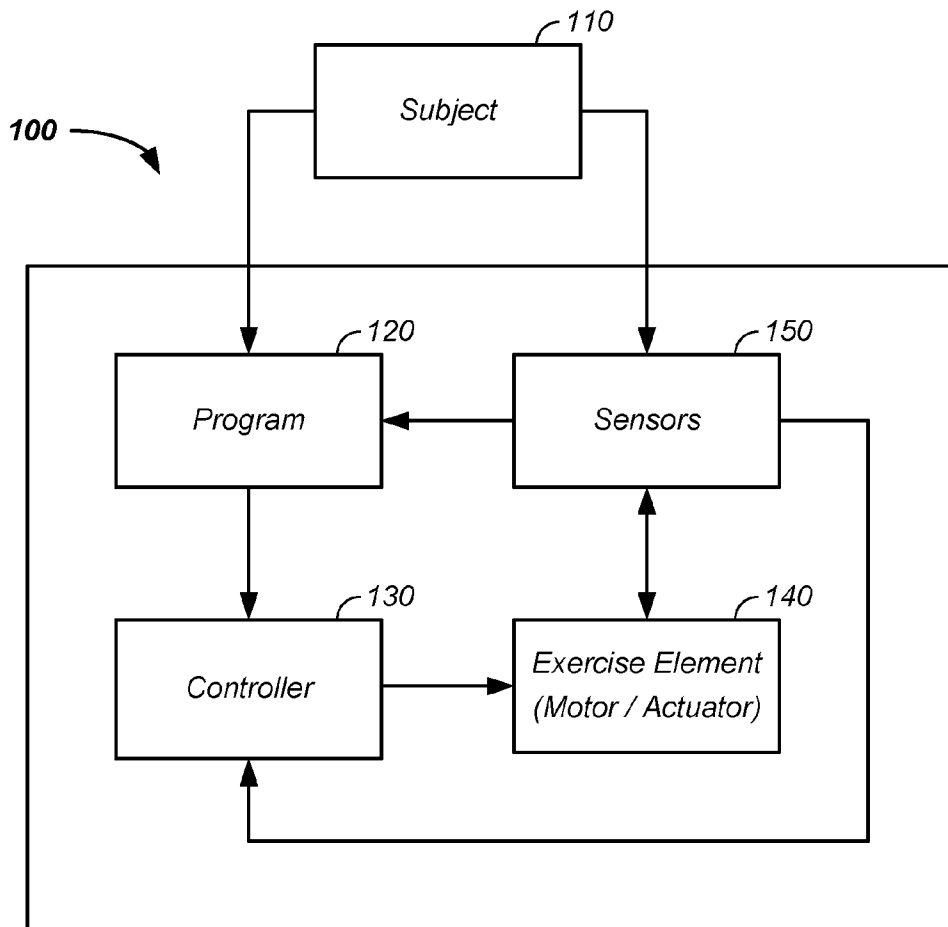 110
Subject
100
120
Program
150
Sensors
130
Controller
140
Exercise Element
(Motor / Actuator)